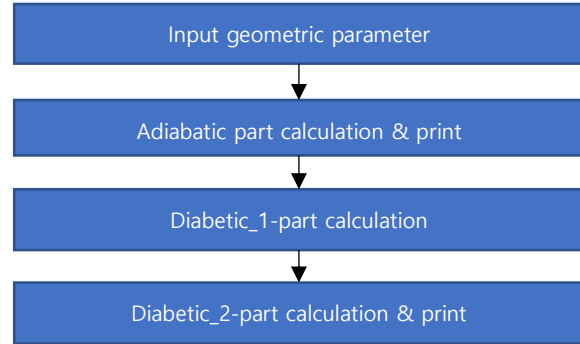 Input geometric parameter
Adiabatic part calculation & print
Diabetic_1-part calculation
Diabetic_2-part calculation & print